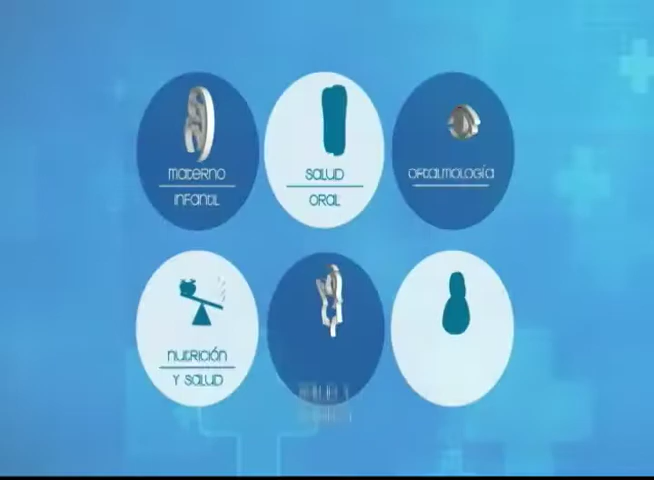 MATERNO
INFANTIL
SALUD
ORAL
OFTALMOLOGÍA
NUTRICIÓN
Y SALUD